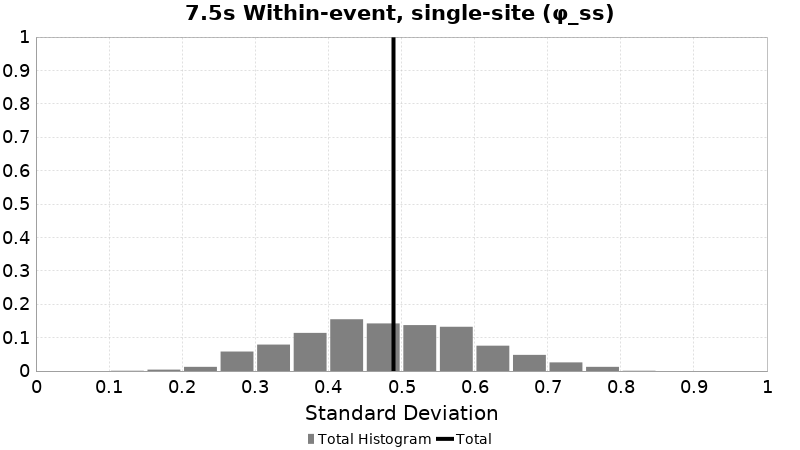 7.5s Within-event, single-site (φ_ss)
1
0.9
0.8
0.7
0.6
0.5
0.4
0.3
0.2
0.1
0
0 0.1 0.2 0.3 0.4 0.5 0.6 0.7 0.8 0.9 1
Standard Deviation
Total Histogram Total